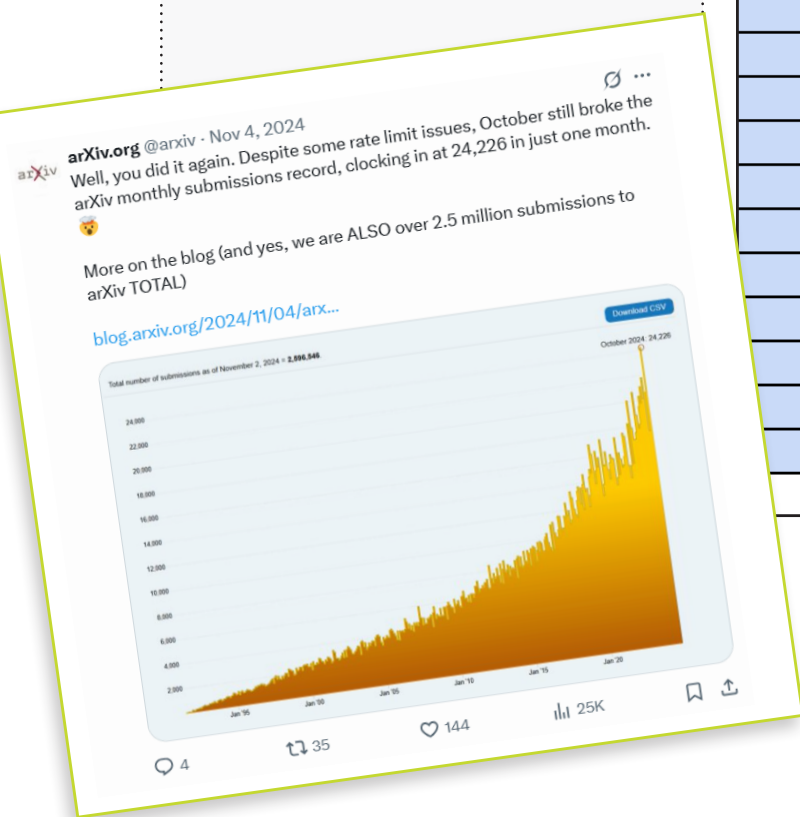 arXiv
arXiv.org @arxiv · Nov 4, 2024
Well, you did it again. Despite some rate limit issues, October still broke the
arXiv monthly submissions record, clocking in at 24,226 in just one month.
🤯
More on the blog (and yes, we are ALSO over 2.5 million submissions to
arXiv TOTAL)
blog.arxiv.org/2024/11/04/arx...
Download CSV
Total number of submissions as of November 2, 2024 =
October 2024: 24,226
24,000
22,000
20,000
18,000
16,000
14,000
12,000
10,000
8,000
6,000
4,000
2,000
Jan '95
Jan '00
Jan '05
Jan '10
Jan '15
Jan '20
4
35
144
25K